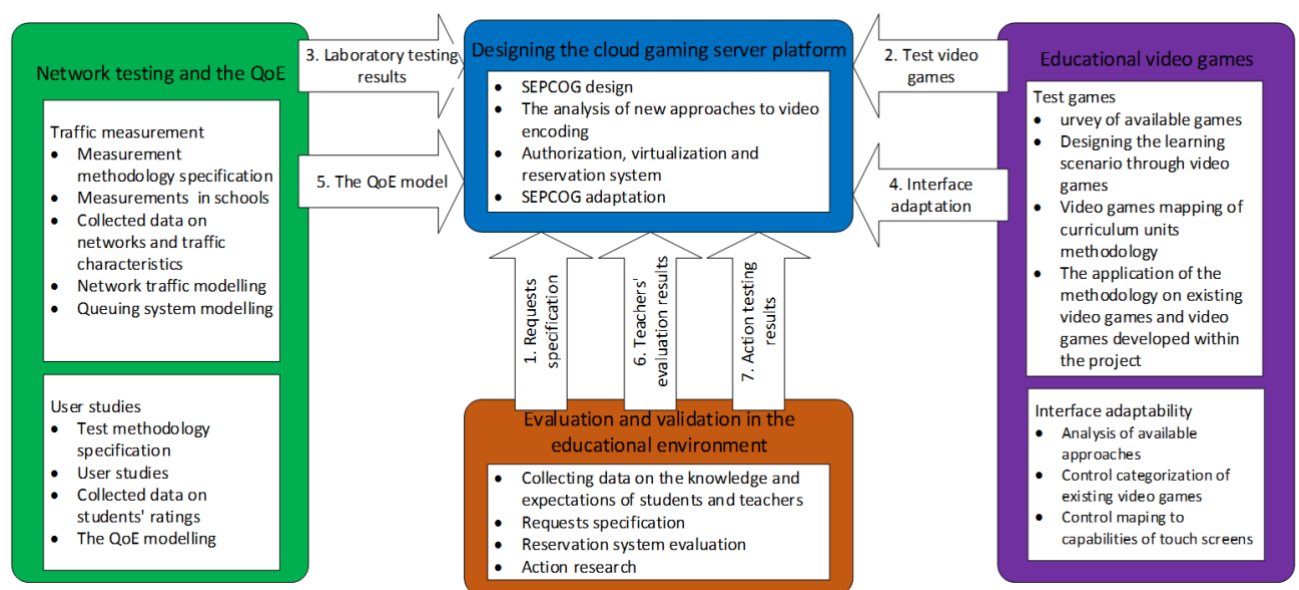 Network testing and the QoE
Traffic measurement
• Measurement
methodology specification
• Measurements in schools
• Collected data on
networks and traffic
characteristics
• Network traffic modelling
• Queuing system modelling
User studies
• Test methodology
specification
• User studies
• Collected data on
students' ratings
• The QoE modelling
3. Laboratory testing
results
5. The QoE model
Designing the cloud gaming server platform
• SEPCOG design
• The analysis of new approaches to video
encoding
• Authorization, virtualization and
reservation system
• SEPCOG adaptation
1. Requests
specification
6. Teachers'
evaluation results
7. Action testing
results
Evaluation and validation in the
educational environment
• Collecting data on the knowledge and
expectations of students and teachers
• Requests specification
• Reservation system evaluation
• Action research
2. Test video
games
4. Interface
adaptation
Educational video games
Test games
• urvey of available games
• Designing the learning
scenario through video
games
• Video games mapping of
curriculum units
methodology
• The application of the
methodology on existing
video games and video
games developed within
the project
Interface adaptability
• Analysis of available
approaches
• Control categorization of
existing video games
• Control maping to
capabilities of touch screens